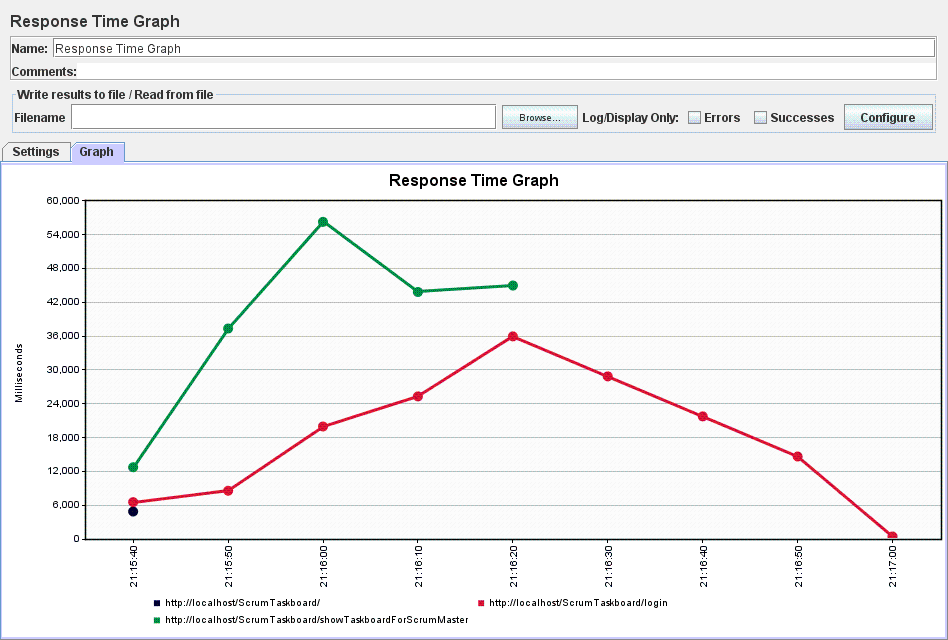 Response Time Graph
Name: Response Time Graph
Comments:
Write results to file / Read from file
Filename Browse... Log/Display Only: Errors Successes Configure
Settings Graph
Response Time Graph
60,000
54,000
48,000
42,000
36,000
30,000
24,000
18,000
12,000
6,000
0
Milliseconds
21:15:40 21:15:50 21:16:00 21:16:10 21:16:20 21:16:30 21:16:40 21:16:50 21:17:00
http://localhost/ScrumTaskboard/ http://localhost/ScrumTaskboard/login
http://localhost/ScrumTaskboard/showTaskboardForScrumMaster